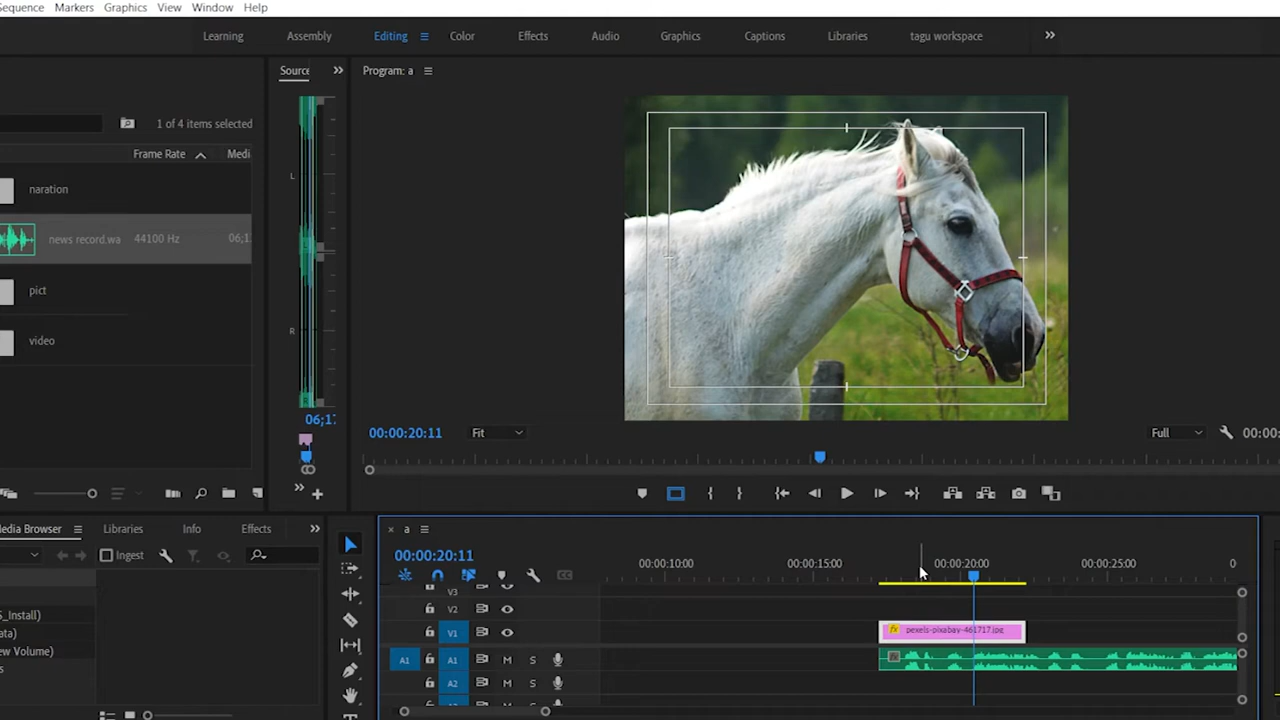 Sequence Markers Graphics View Window Help
Learning Assembly Editing Color Effects Audio Graphics Captions Libraries tagu workspace
Source Program: a
1 of 4 items selected
Frame Rate Medi
naration
news record.wa 44100 Hz 06;1
pict
video
L
R
06;1
00:00:20:11 Fit Full 00:00:
edia Browser Libraries Info Effects
Ingest
S_Install)
ata)
ew Volume)
s
a
00:00:20:11
00:00:10:00 00:00:15:00 00:00:20:00 00:00:25:00 0
V3
V2
V1 fx pexels-pixabay-461717.jpg
A1 A1 M S
A2 M S